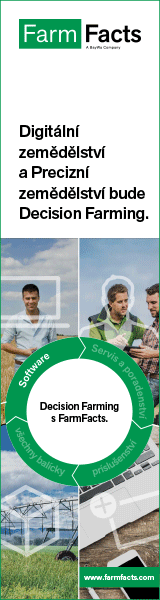 Farm Facts
A BayWa Company
Digitální
zemědělství
a Precizní
zemědělství bude
Decision Farming.
Software
Servis a poradenství
Decision Farming
s FarmFacts.
všechny balíčky
příslušenství
www.farmfacts.com